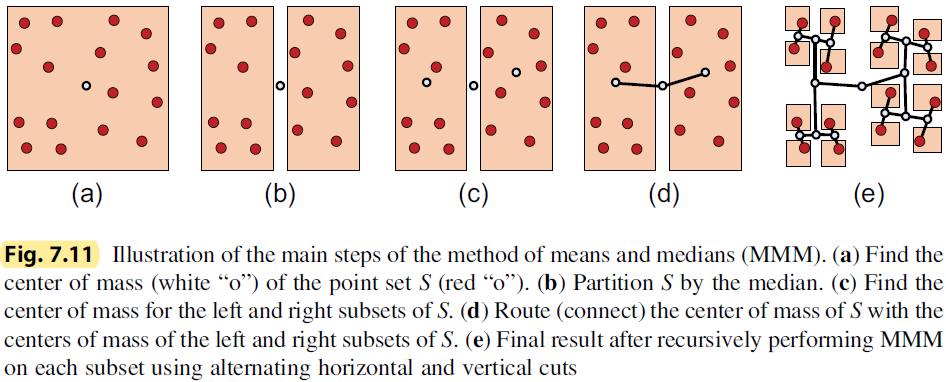 (a) (b) (c) (d) (e)
Fig. 7.11 Illustration of the main steps of the method of means and medians (MMM). (a) Find the
center of mass (white “o”) of the point set S (red “o”). (b) Partition S by the median. (c) Find the
center of mass for the left and right subsets of S. (d) Route (connect) the center of mass of S with the
centers of mass of the left and right subsets of S. (e) Final result after recursively performing MMM
on each subset using alternating horizontal and vertical cuts